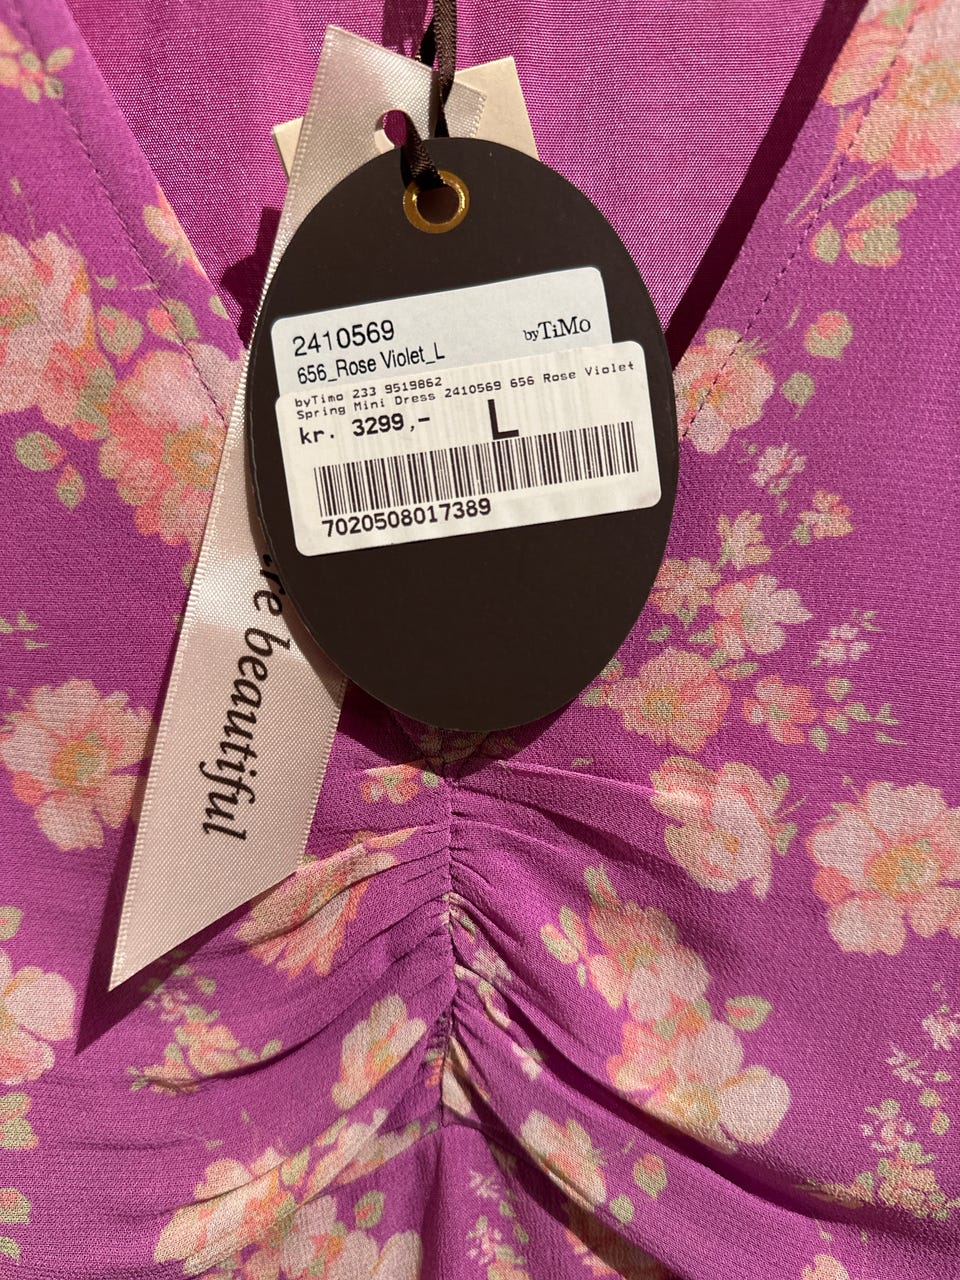 2410569
byTiMo
656_Rose Violet_L
byTimo 233 9519862
Spring Mini Dress 2410569 656 Rose Violet
kr. 3299,- L
7020508017389
beautiful